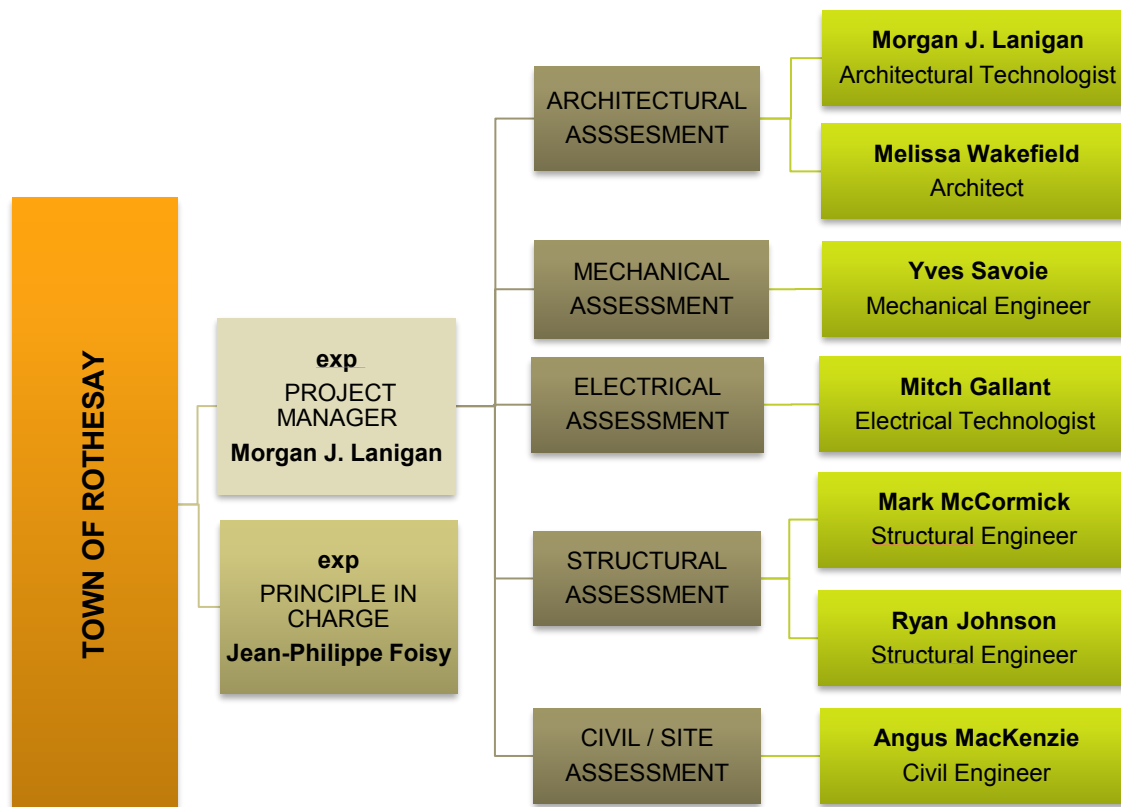 TOWN OF ROTHESAY
exp
PROJECT
MANAGER
Morgan J. Lanigan
exp
PRINCIPLE IN
CHARGE
Jean-Philippe Foisy
ARCHITECTURAL
ASSSESMENT
Morgan J. Lanigan
Architectural Technologist
Melissa Wakefield
Architect
MECHANICAL
ASSESSMENT
Yves Savoie
Mechanical Engineer
ELECTRICAL
ASSESSMENT
Mitch Gallant
Electrical Technologist
STRUCTURAL
ASSESSMENT
Mark McCormick
Structural Engineer
Ryan Johnson
Structural Engineer
CIVIL / SITE
ASSESSMENT
Angus MacKenzie
Civil Engineer